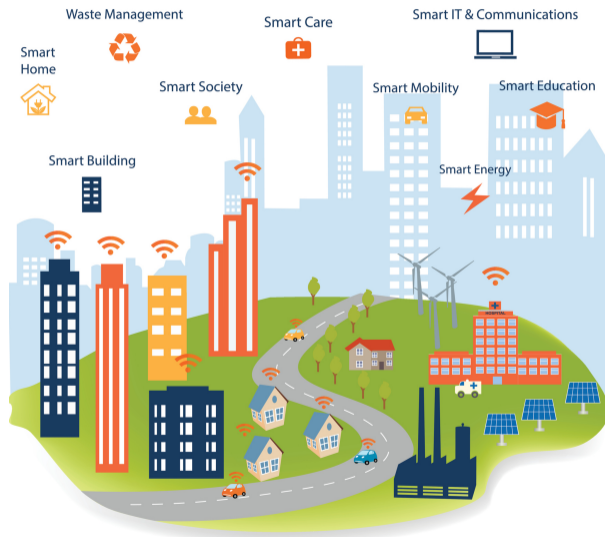 Waste Management
Smart Care
Smart IT & Communications
Smart
Home
Smart Society
Smart Mobility
Smart Education
Smart Building
Smart Energy
HOSPITAL